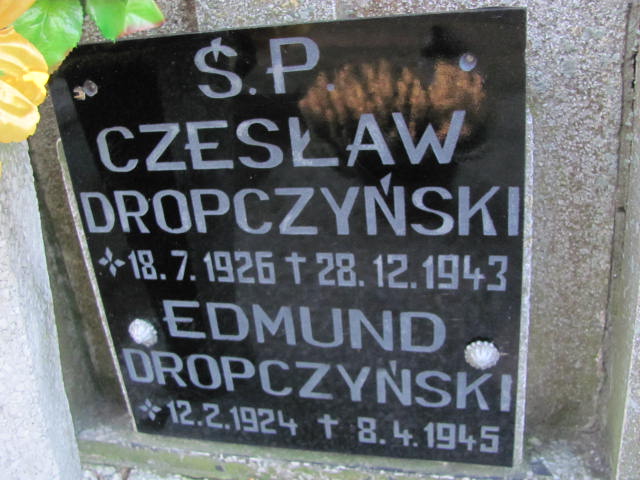 Ś.P.
CZESŁAW
DROPCZYŃSKI
18.7.1926 † 28.12.1943
EDMUND
DROPCZYŃSKI
12.2.1924 † 8.4.1945